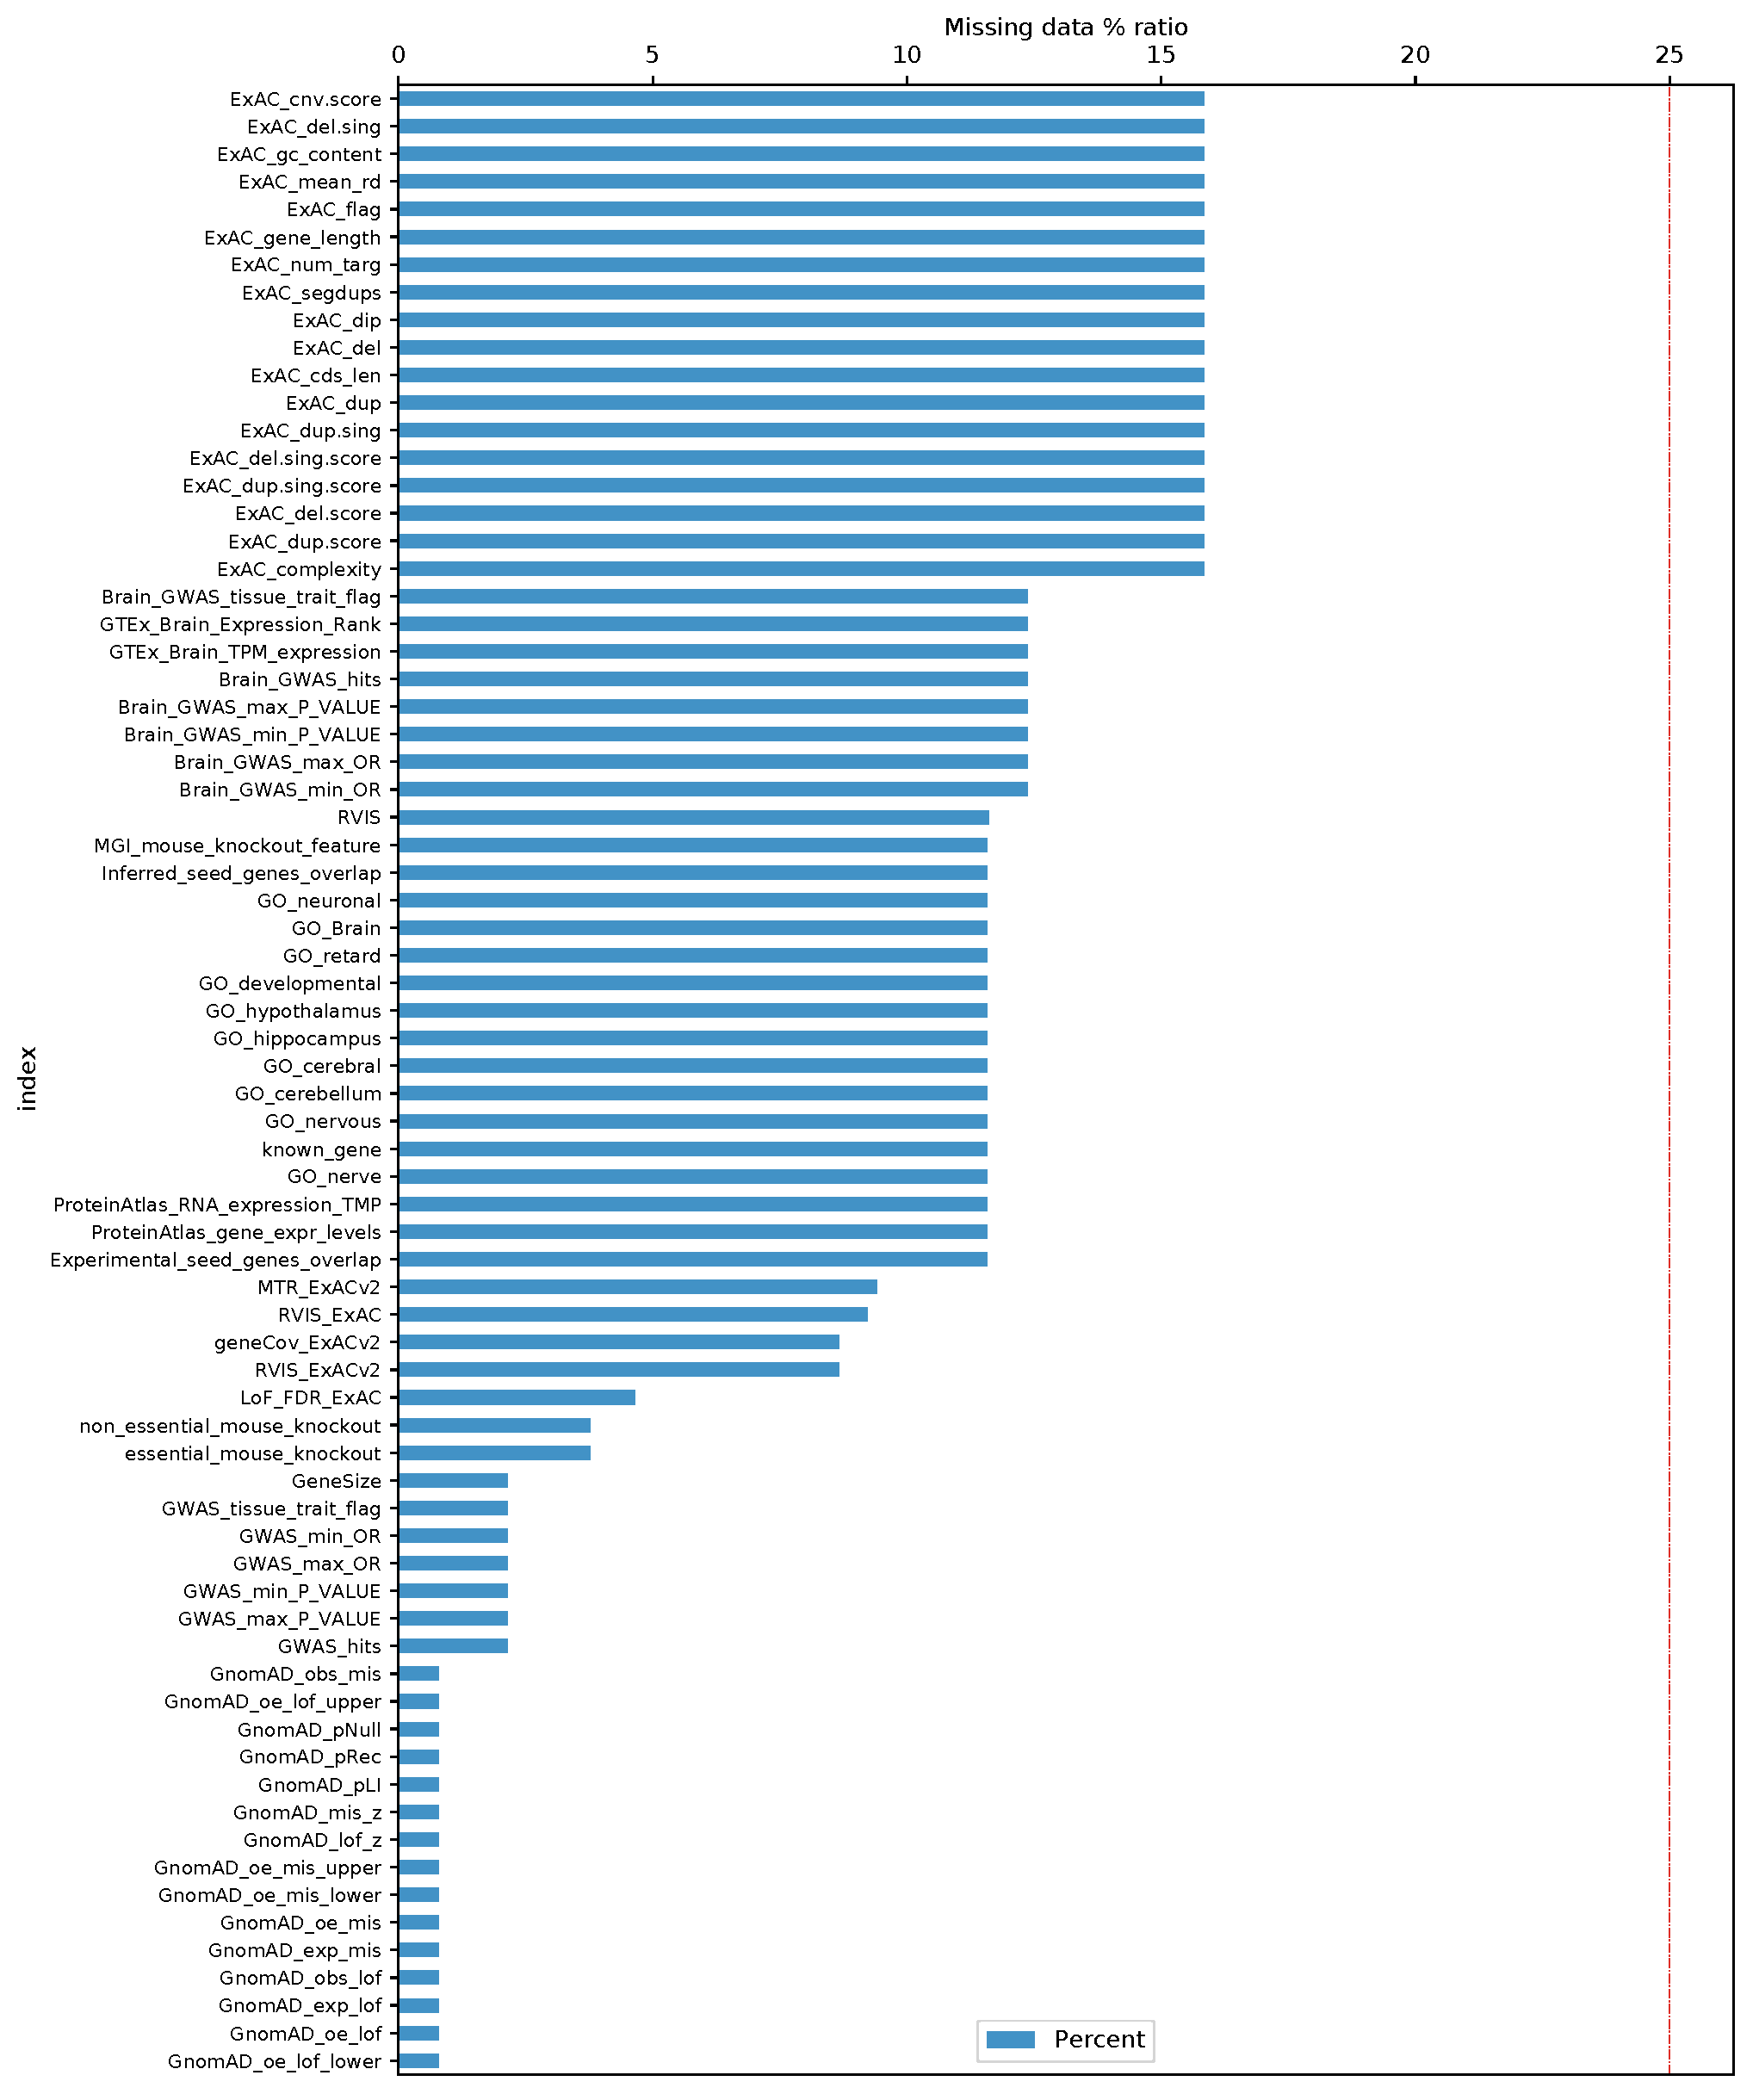 Missing data % ratio
0 5 10 15 20 25
ExAC_cnv.score
ExAC_del.sing
ExAC_gc_content
ExAC_mean_rd
ExAC_flag
ExAC_gene_length
ExAC_num_targ
ExAC_segdups
ExAC_dip
ExAC_del
ExAC_cds_len
ExAC_dup
ExAC_dup.sing
ExAC_del.sing.score
ExAC_dup.sing.score
ExAC_del.score
ExAC_dup.score
ExAC_complexity
Brain_GWAS_tissue_trait_flag
GTEx_Brain_Expression_Rank
GTEx_Brain_TPM_expression
Brain_GWAS_hits
Brain_GWAS_max_P_VALUE
Brain_GWAS_min_P_VALUE
Brain_GWAS_max_OR
Brain_GWAS_min_OR
RVIS
MGI_mouse_knockout_feature
Inferred_seed_genes_overlap
GO_neuronal
GO_Brain
GO_retard
GO_developmental
GO_hypothalamus
GO_hippocampus
GO_cerebral
GO_cerebellum
GO_nervous
known_gene
GO_nerve
ProteinAtlas_RNA_expression_TMP
ProteinAtlas_gene_expr_levels
Experimental_seed_genes_overlap
MTR_ExACv2
RVIS_ExAC
geneCov_ExACv2
RVIS_ExACv2
LoF_FDR_ExAC
non_essential_mouse_knockout
essential_mouse_knockout
GeneSize
GWAS_tissue_trait_flag
GWAS_min_OR
GWAS_max_OR
GWAS_min_P_VALUE
GWAS_max_P_VALUE
GWAS_hits
GnomAD_obs_mis
GnomAD_oe_lof_upper
GnomAD_pNull
GnomAD_pRec
GnomAD_pLI
GnomAD_mis_z
GnomAD_lof_z
GnomAD_oe_mis_upper
GnomAD_oe_mis_lower
GnomAD_oe_mis
GnomAD_exp_mis
GnomAD_obs_lof
GnomAD_exp_lof
GnomAD_oe_lof
GnomAD_oe_lof_lower
index
Percent